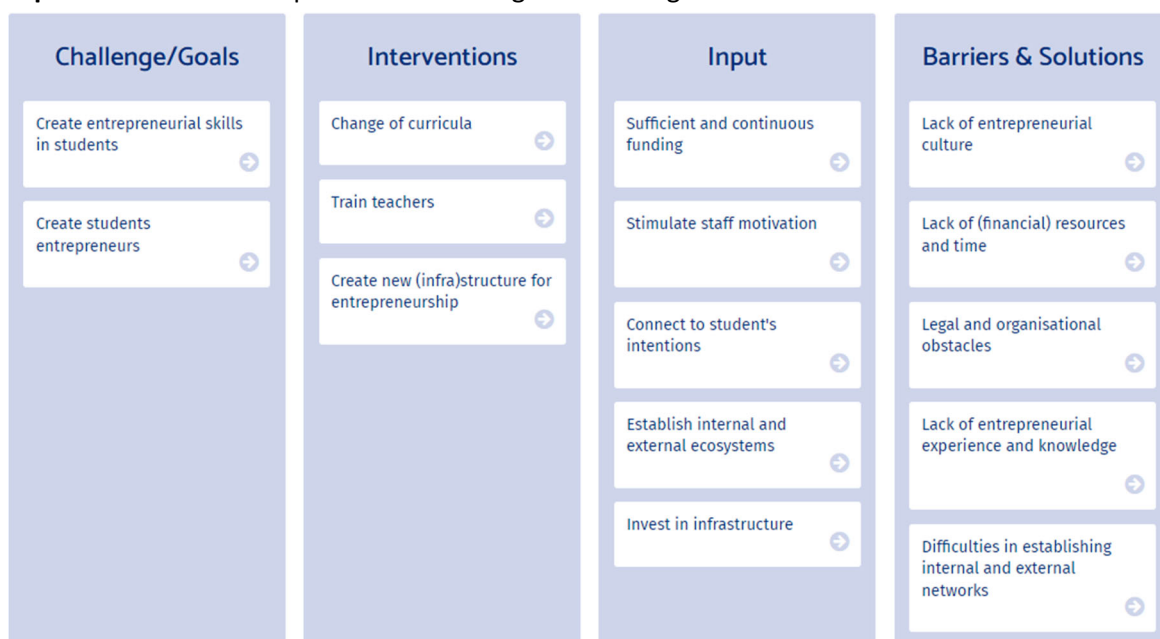 Challenge/Goals
Create entrepreneurial skills
in students
Create students
entrepreneurs
Interventions
Change of curricula
Train teachers
Create new (infra)structure for
entrepreneurship
Input
Sufficient and continuous
funding
Stimulate staff motivation
Connect to student's
intentions
Establish internal and
external ecosystems
Invest in infrastructure
Barriers & Solutions
Lack of entrepreneurial
culture
Lack of (financial) resources
and time
Legal and organisational
obstacles
Lack of entrepreneurial
experience and knowledge
Difficulties in establishing
internal and external
networks